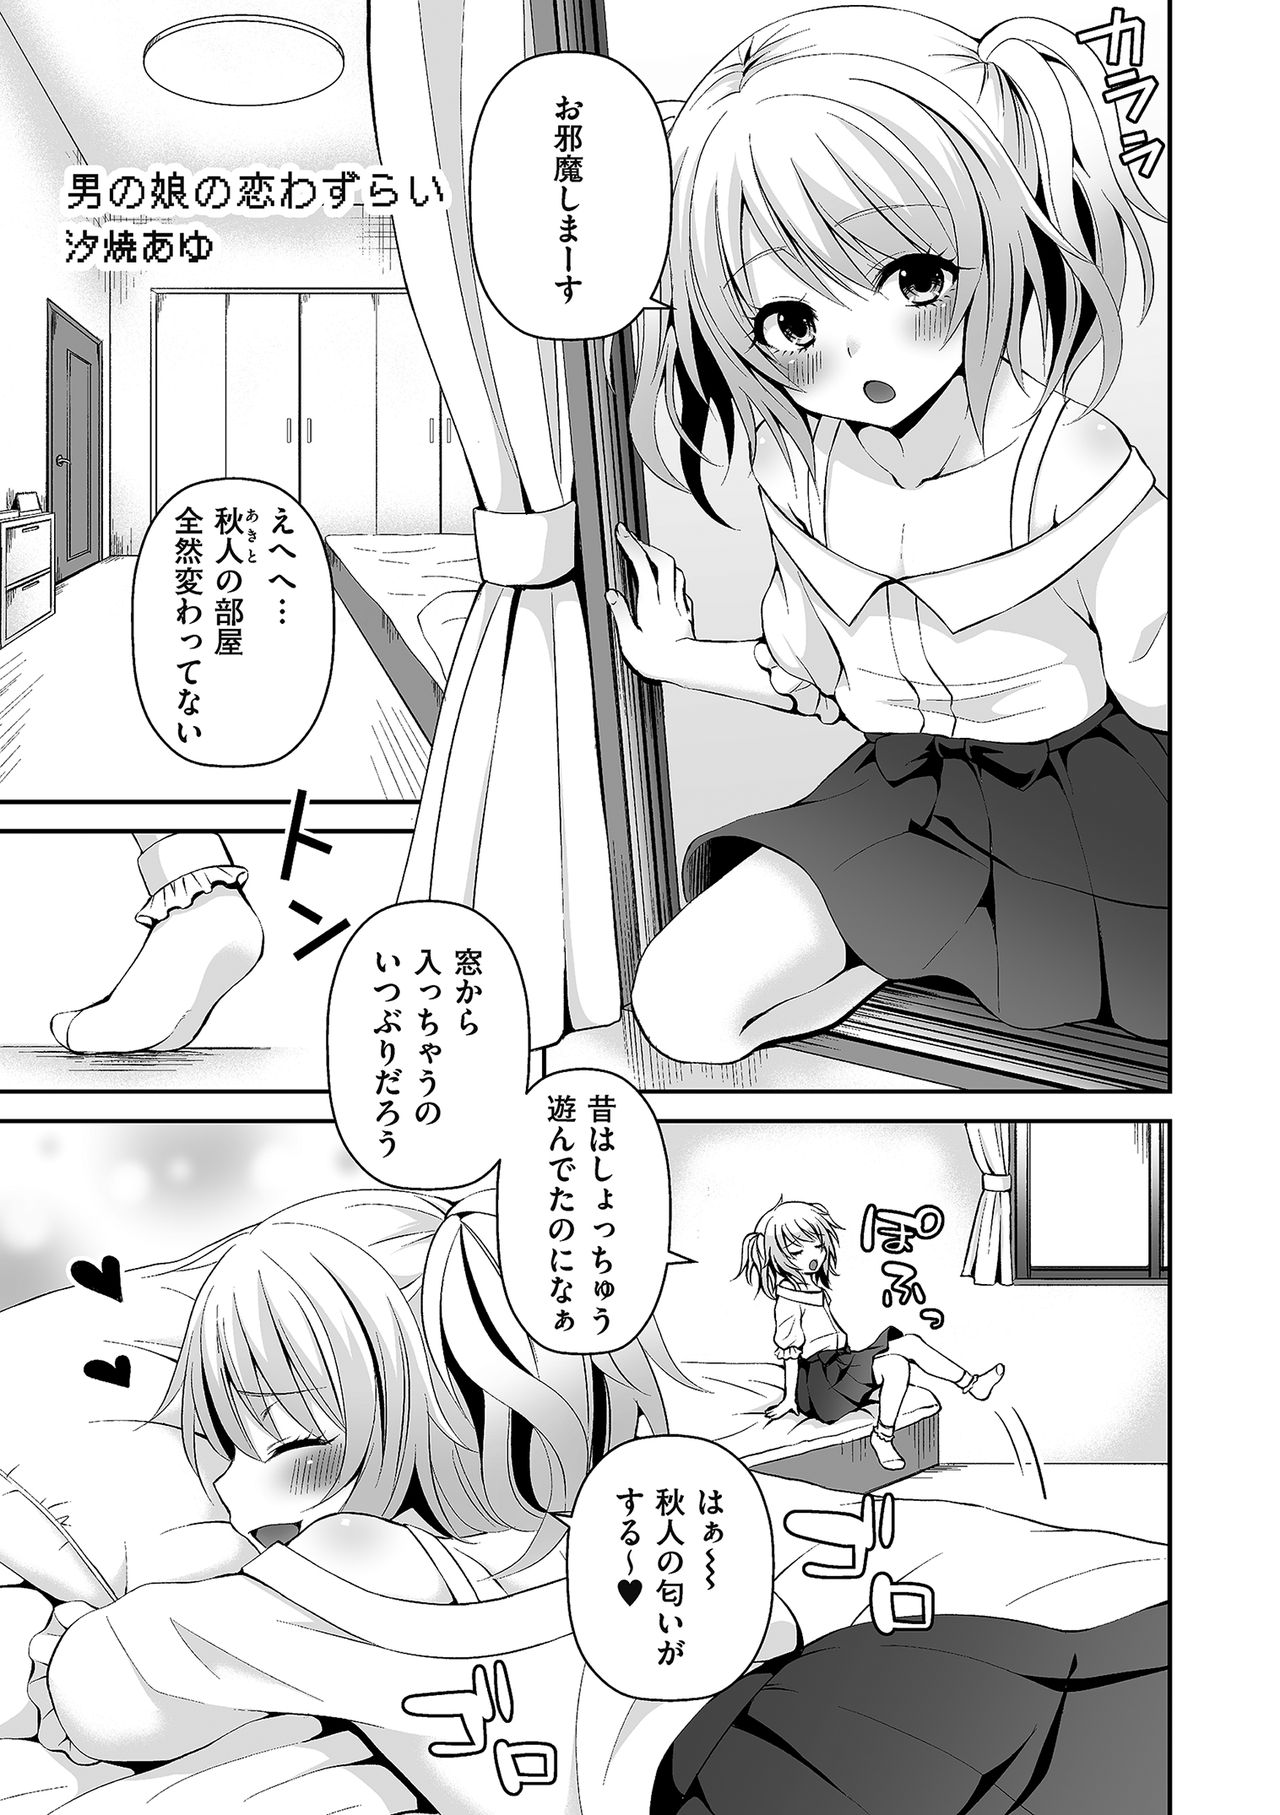 カララ
お邪魔しまーす
男の娘の恋わずらい
汐焼あゆ
えへへ…
秋人の部屋
あきと
全然変わってない
トン
窓から
入っちゃうの
いつぶりだろう
昔はしょっちゅう
遊んでたのになぁ
ぽふっ
はぁ〜〜
秋人の匂いが
する〜♥
ゴロ
ゴロ